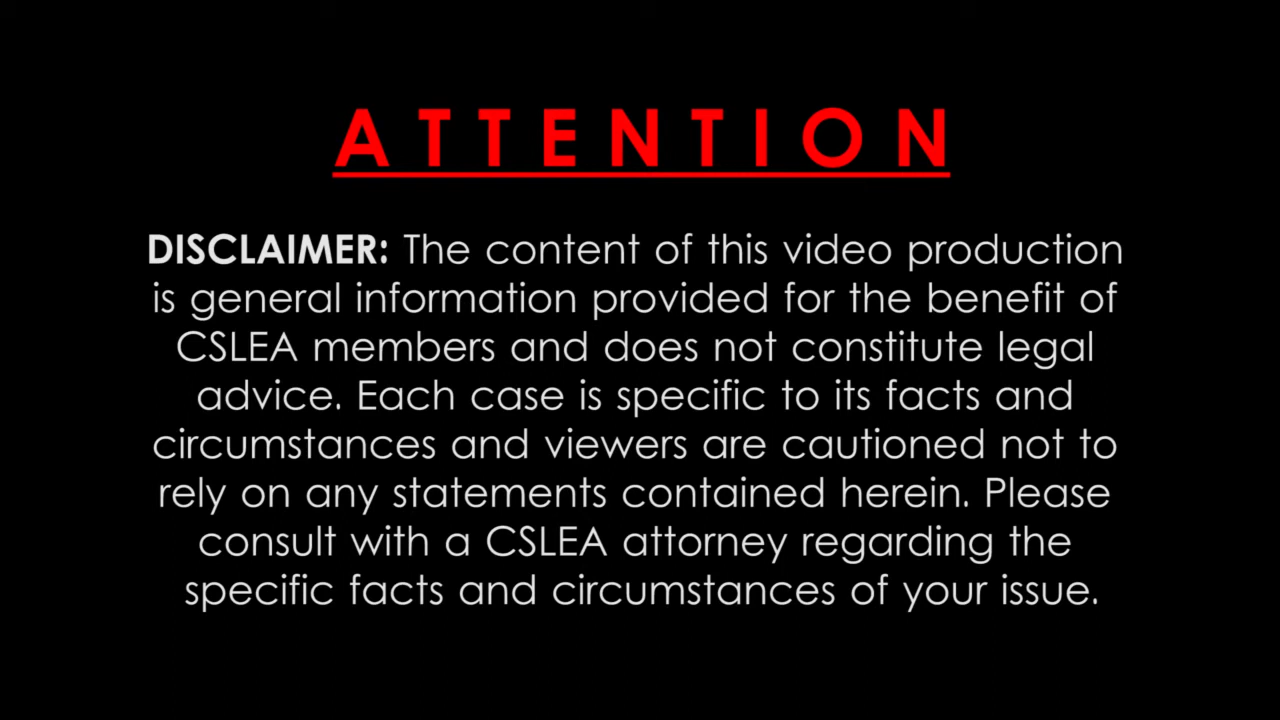 ATTENTION
DISCLAIMER: The content of this video production
is general information provided for the benefit of
CSLEA members and does not constitute legal
advice. Each case is specific to its facts and
circumstances and viewers are cautioned not to
rely on any statements contained herein. Please
consult with a CSLEA attorney regarding the
specific facts and circumstances of your issue.